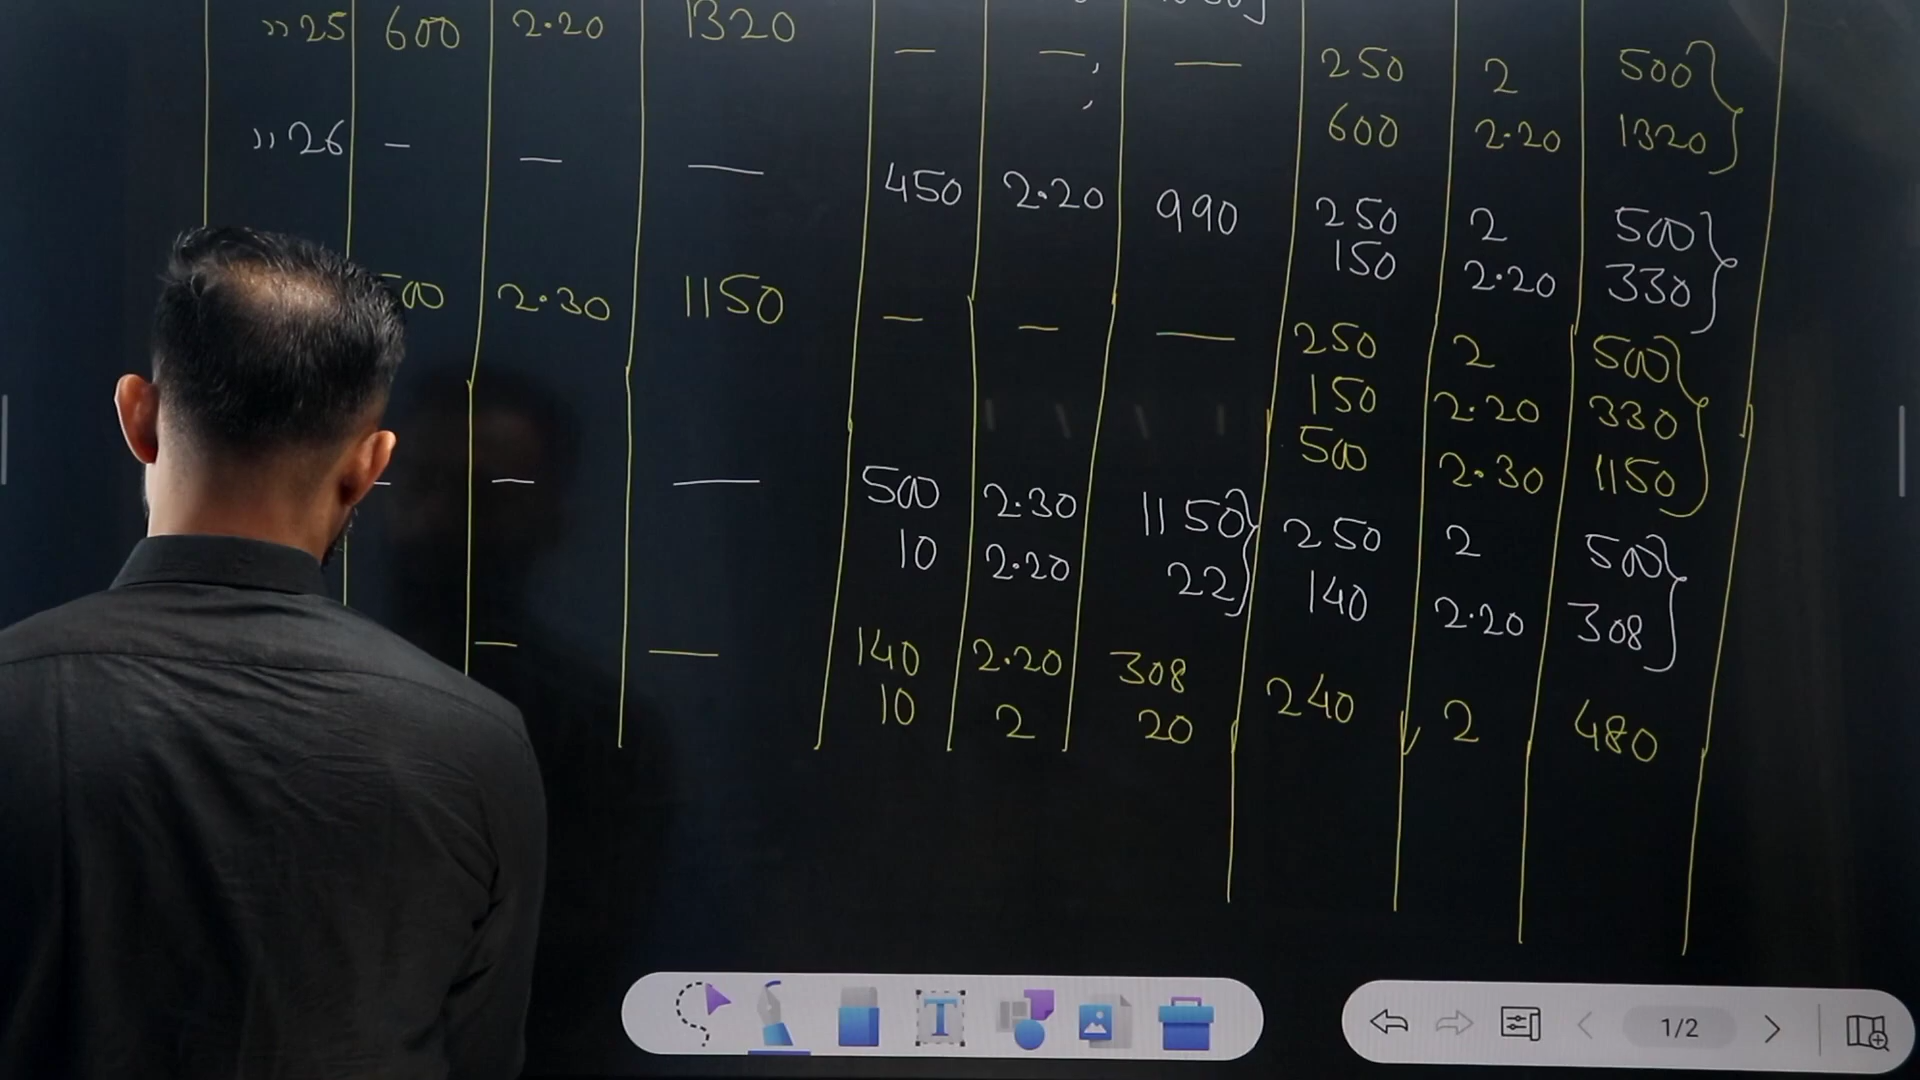 "25 600 2.20 1320 — — — 250 2 500
600 2.20 1320
"26 — — — 450 2.20 990 250 2 500
150 2.20 330
00 2.30 1150 — — — 250 2 500
150 2.20 330
500 2.30 1150
— — — 500 2.30 1150 250 2 500
10 2.20 22 140 2.20 308
— — 140 2.20 308 240 2 480
10 2 20
1/2